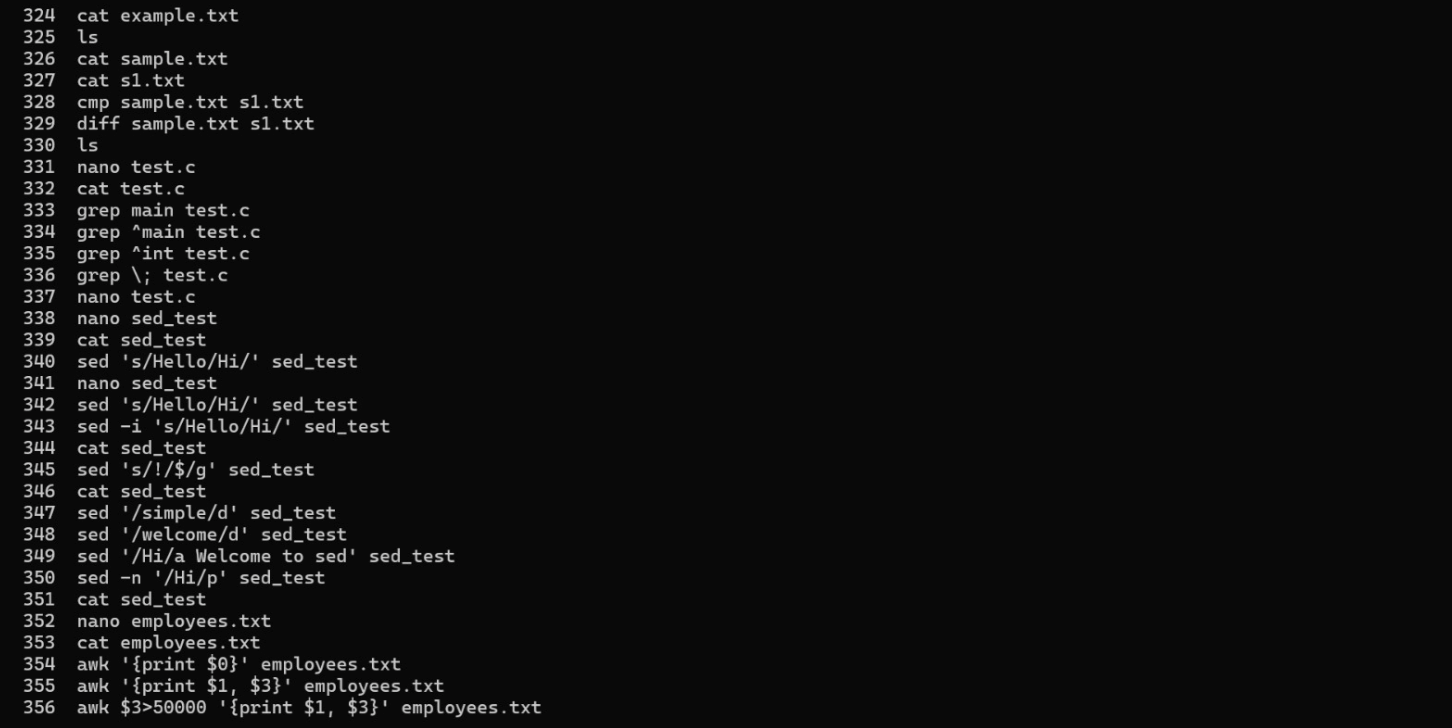 324  cat example.txt
325  ls
326  cat sample.txt
327  cat s1.txt
328  cmp sample.txt s1.txt
329  diff sample.txt s1.txt
330  ls
331  nano test.c
332  cat test.c
333  grep main test.c
334  grep ^main test.c
335  grep ^int test.c
336  grep \; test.c
337  nano test.c
338  nano sed_test
339  cat sed_test
340  sed 's/Hello/Hi/' sed_test
341  nano sed_test
342  sed 's/Hello/Hi/' sed_test
343  sed -i 's/Hello/Hi/' sed_test
344  cat sed_test
345  sed 's/!/$/g' sed_test
346  cat sed_test
347  sed '/simple/d' sed_test
348  sed '/welcome/d' sed_test
349  sed '/Hi/a Welcome to sed' sed_test
350  sed -n '/Hi/p' sed_test
351  cat sed_test
352  nano employees.txt
353  cat employees.txt
354  awk '{print $0}' employees.txt
355  awk '{print $1, $3}' employees.txt
356  awk $3>50000 '{print $1, $3}' employees.txt